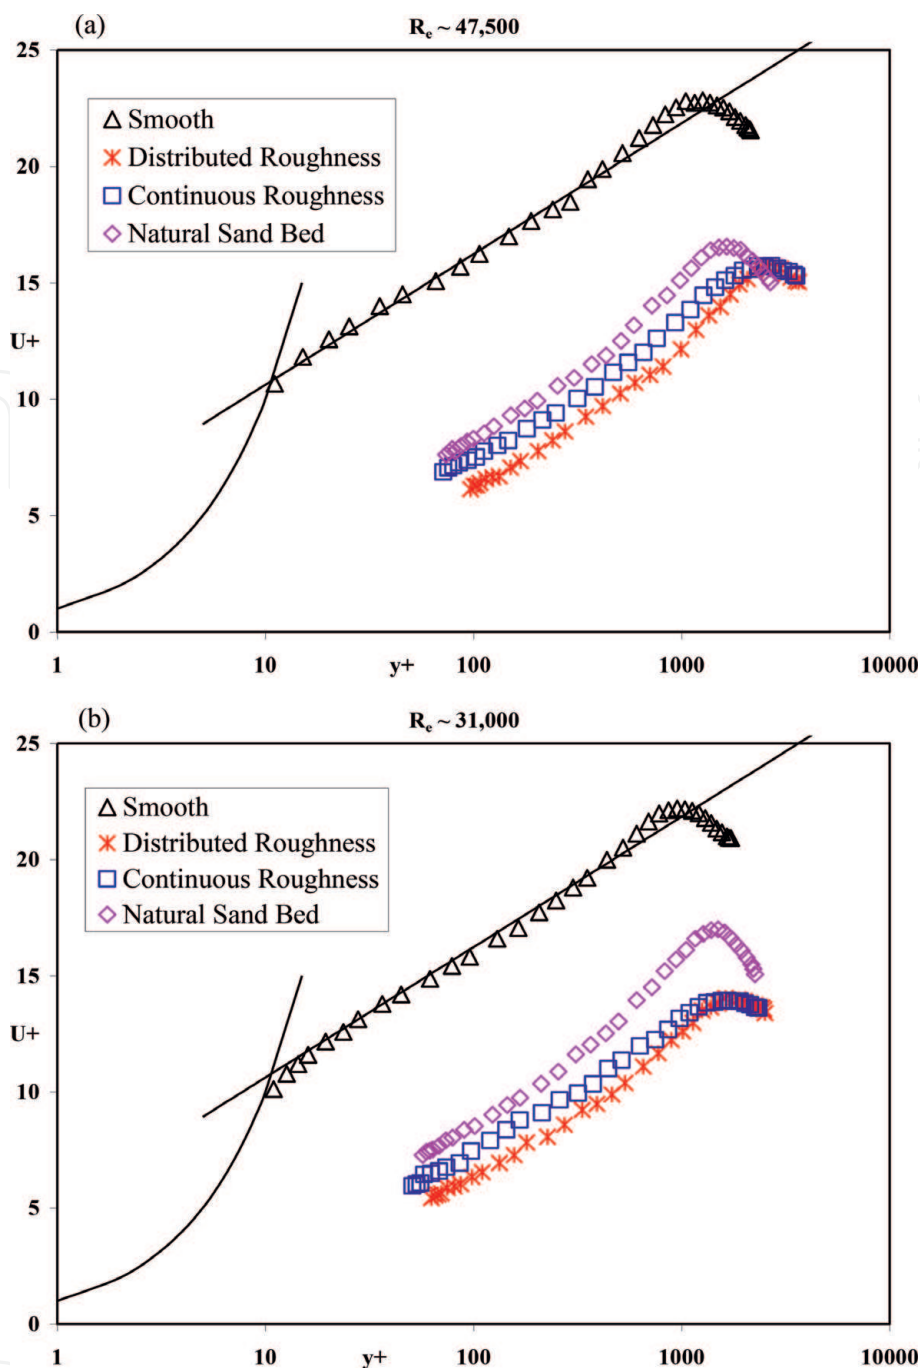 (a)
Rₑ ~ 47,500
25
Smooth
Distributed Roughness
Continuous Roughness
Natural Sand Bed
20
15
U+
10
5
0
1 10 y+ 100 1000 10000
(b)
Rₑ ~ 31,000
25
Smooth
Distributed Roughness
Continuous Roughness
Natural Sand Bed
20
15
U+
10
5
0
1 10 y+ 100 1000 10000